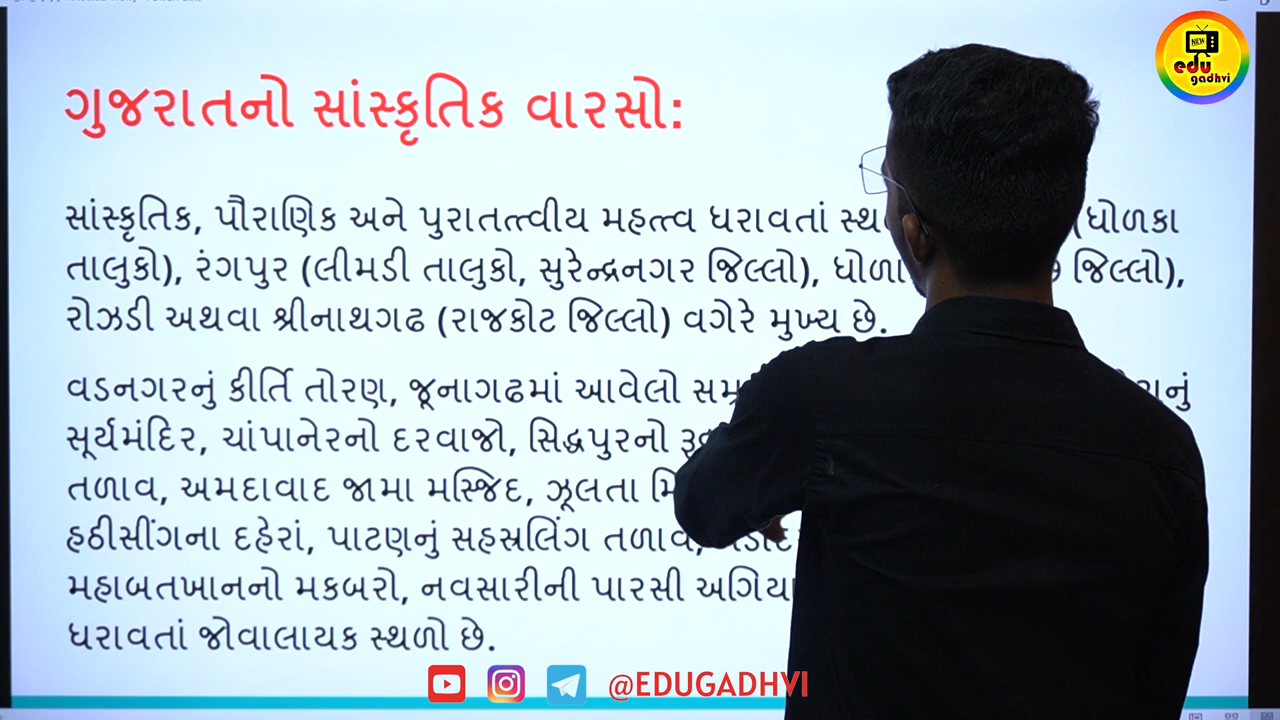 NEW
edu
gadhvi
ગુજરાતનો સાંસ્કૃતિક વારસો:
સાંસ્કૃતિક, પૌરાણિક અને પુરાતત્ત્વીય મહત્ત્વ ધરાવતાં (ધોળકા
તાલુકો), રંગપુર (લીમડી તાલુકો, સુરેન્દ્રનગર જિલ્લો), જિલ્લો),
રોઝડી અથવા શ્રીનાથગઢ (રાજકોટ જિલ્લો) વગેરે મુખ્ય છે.
વડનગરનું કીર્તિ તોરણ, જૂનાગઢમાં આવેલો
સૂર્યમંદિર, ચાંપાનેરનો દરવાજો, સિદ્ધપુરનો
તળાવ, અમદાવાદ જામા મસ્જિદ, ઝૂલતા
હઠીસીંગના દહેરાં, પાટણનું સહસ્રલિંગ તળાવ,
મહાબતખાનનો મકબરો, નવસારીની પારસી
ધરાવતાં જોવાલાયક સ્થળો છે.
@EDUGADHVI